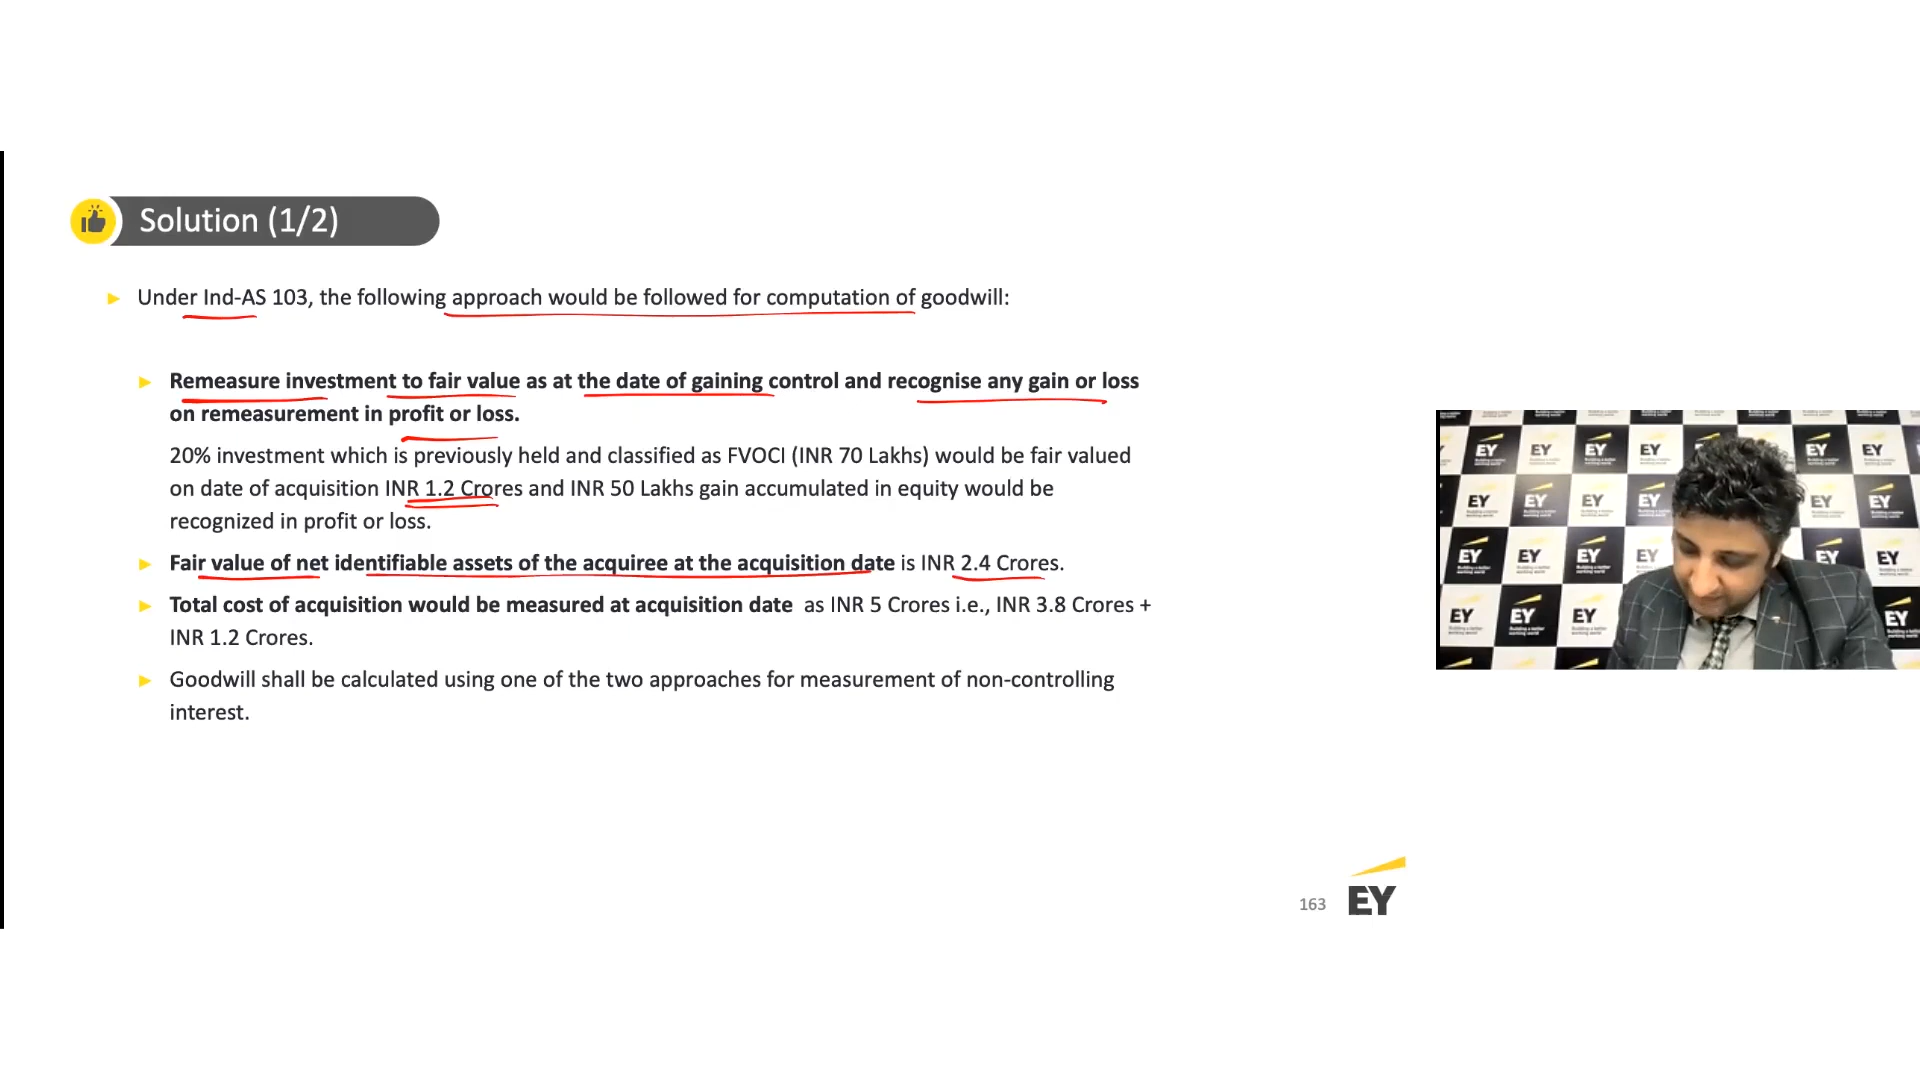 Solution (1/2)
Under Ind-AS 103, the following approach would be followed for computation of goodwill:
Remeasure investment to fair value as at the date of gaining control and recognise any gain or loss
on remeasurement in profit or loss.
20% investment which is previously held and classified as FVOCI (INR 70 Lakhs) would be fair valued
on date of acquisition INR 1.2 Crores and INR 50 Lakhs gain accumulated in equity would be
recognized in profit or loss.
Fair value of net identifiable assets of the acquiree at the acquisition date is INR 2.4 Crores.
Total cost of acquisition would be measured at acquisition date as INR 5 Crores i.e., INR 3.8 Crores +
INR 1.2 Crores.
Goodwill shall be calculated using one of the two approaches for measurement of non-controlling
interest.
163
EY
EY EY EY EY EY
EY EY EY EY EY
EY EY EY EY EY
EY EY EY EY
EY EY EY EY